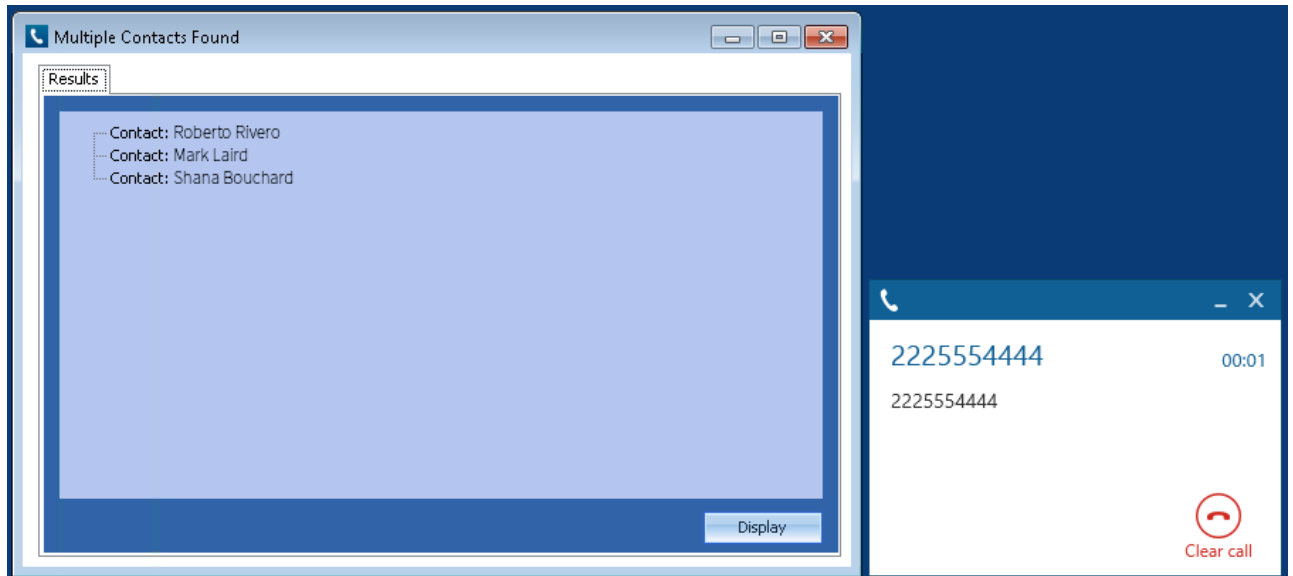 Multiple Contacts Found
Results
Contact: Roberto Rivero
Contact: Mark Laird
Contact: Shana Bouchard
Display
2225554444 00:01
2225554444
Clear call